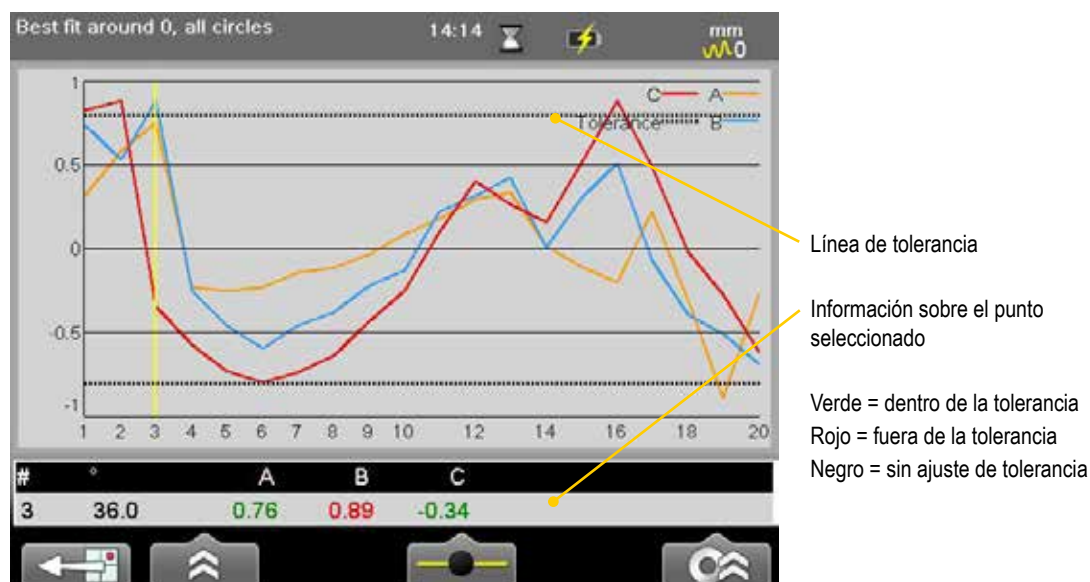 Best fit around 0, all circles 14:14 mm
0
1
C A
Tolerance B
0.5
0
-0.5
-1
1 2 3 4 5 6 7 8 9 10 12 14 16 18 20
# ° A B C
3 36.0 0.76 0.89 -0.34
Línea de tolerancia
Información sobre el punto
seleccionado
Verde = dentro de la tolerancia
Rojo = fuera de la tolerancia
Negro = sin ajuste de tolerancia